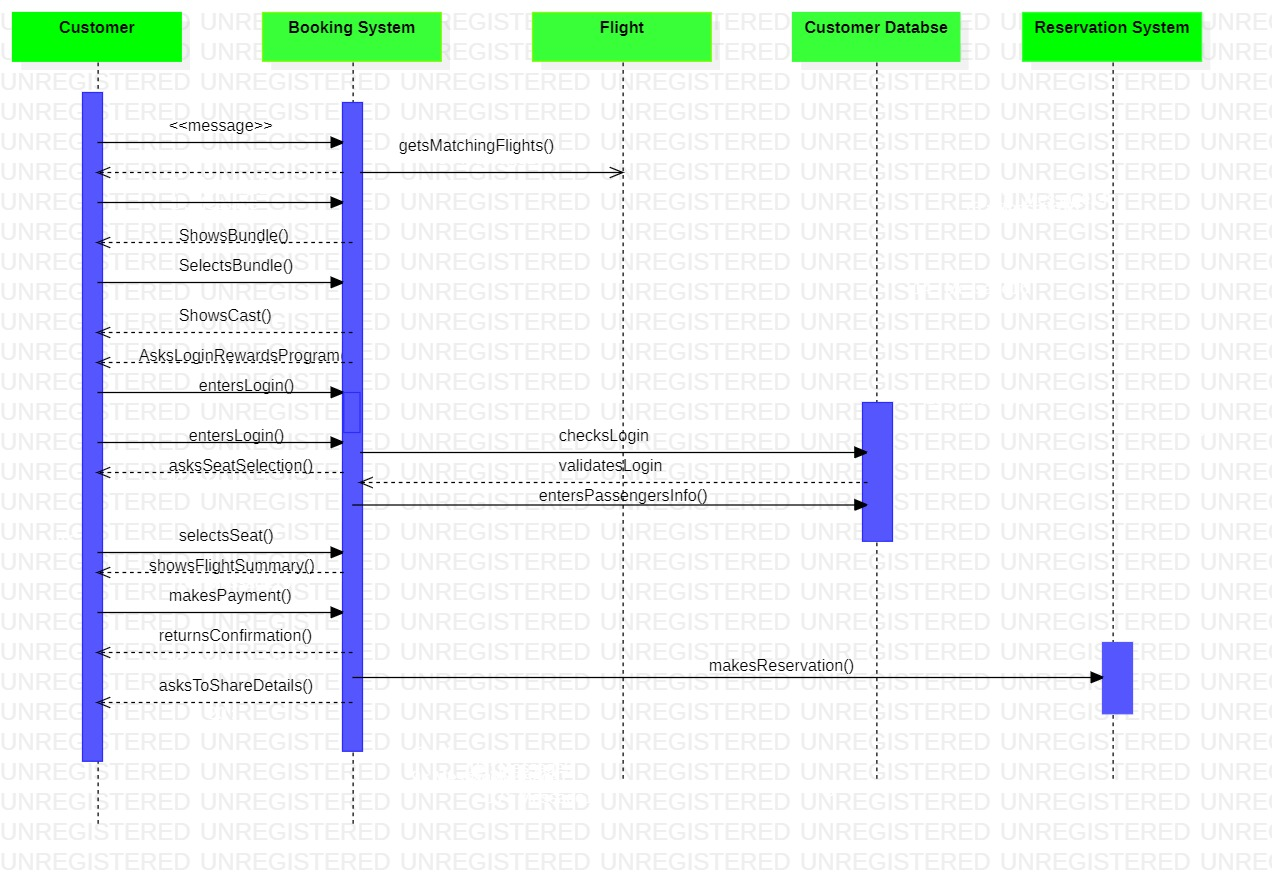 Customer
Booking System
Flight
Customer Databse
Reservation System
<<message>>
getsMatchingFlights()
ShowsBundle()
SelectsBundle()
ShowsCast()
AsksLoginRewardsProgram
entersLogin()
entersLogin()
checksLogin
asksSeatSelection()
validatesLogin
entersPassengersInfo()
selectsSeat()
showsFlightSummary()
makesPayment()
returnsConfirmation()
makesReservation()
asksToShareDetails()
UNREGISTERED